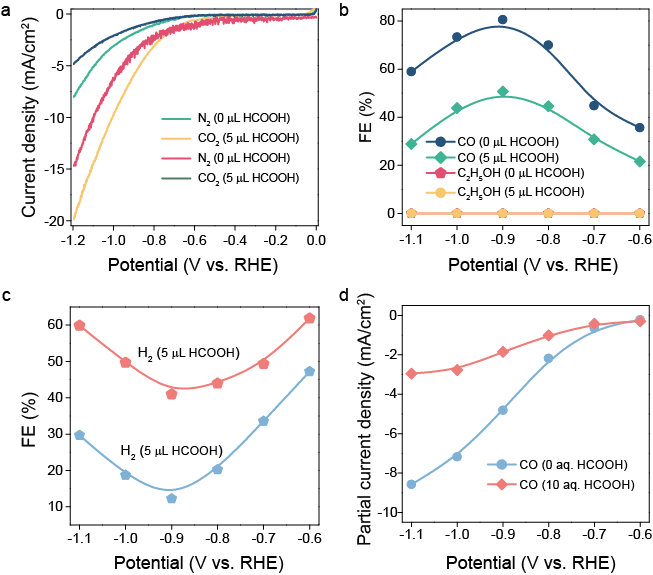 a
Current density (mA/cm²)
0
-5
-10
-15
-20
N₂ (0 μL HCOOH)
CO₂ (5 μL HCOOH)
N₂ (0 μL HCOOH)
CO₂ (5 μL HCOOH)
-1.2 -1.0 -0.8 -0.6 -0.4 -0.2 0.0
Potential (V vs. RHE)
b
FE (%)
80
60
40
20
0
CO (0 μL HCOOH)
CO (5 μL HCOOH)
C₂H₅OH (0 μL HCOOH)
C₂H₅OH (5 μL HCOOH)
-1.1 -1.0 -0.9 -0.8 -0.7 -0.6
Potential (V vs. RHE)
c
FE (%)
60
50
40
30
20
10
H₂ (5 μL HCOOH)
H₂ (5 μL HCOOH)
-1.1 -1.0 -0.9 -0.8 -0.7 -0.6
Potential (V vs. RHE)
d
Partial current density (mA/cm²)
0
-2
-4
-6
-8
-10
CO (0 aq. HCOOH)
CO (10 aq. HCOOH)
-1.1 -1.0 -0.9 -0.8 -0.7 -0.6
Potential (V vs. RHE)